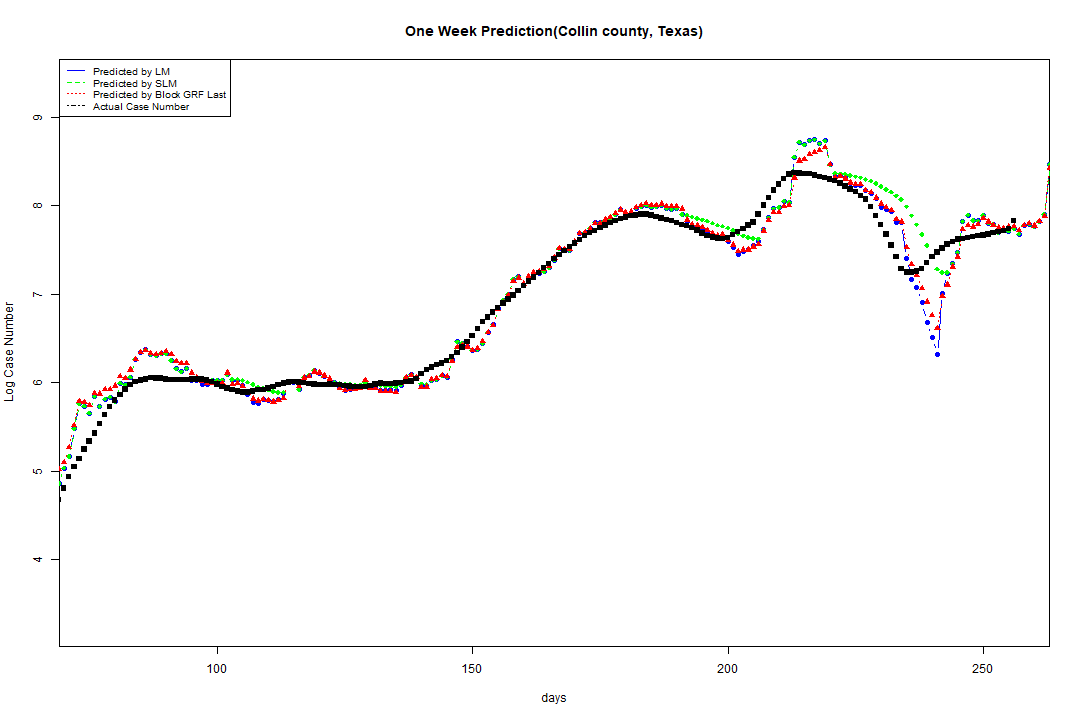 One Week Prediction(Collin county, Texas)
Predicted by LM
Predicted by SLM
Predicted by Block GRF Last
Actual Case Number
9
8
7
6
5
4
Log Case Number
100
150
200
250
days